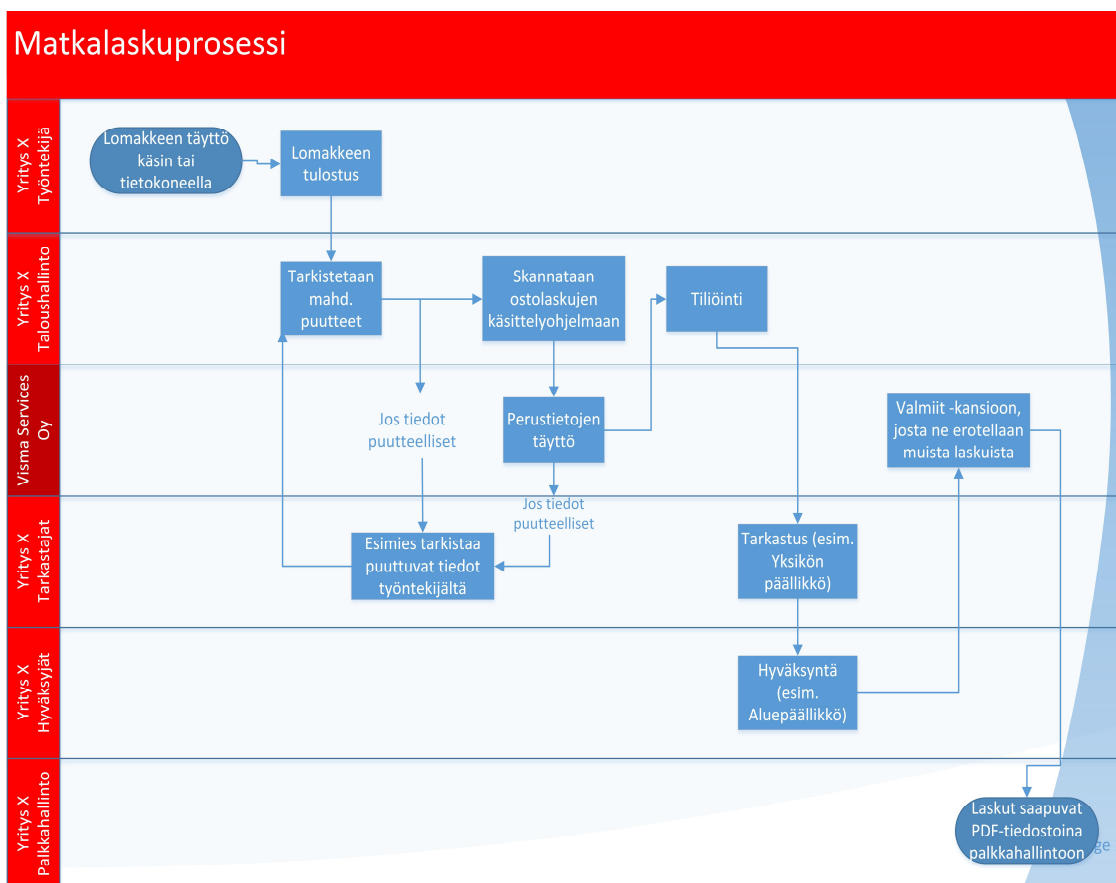 Matkalaskuprosessi
Yritys X
Työntekijä
Lomakkeen täyttö
käsin tai
tietokoneella
Lomakkeen
tulostus
Yritys X
Taloushallinto
Tarkistetaan
mahd.
puutteet
Skannataan
ostolaskujen
käsittelyohjelmaan
Tiliöinti
Visma Services
Oy
Jos tiedot
puutteelliset
Perustietojen
täyttö
Valmiit -kansioon,
josta ne erotellaan
muista laskuista
Jos tiedot
puutteelliset
Yritys X
Tarkastajat
Esimies tarkistaa
puuttuvat tiedot
työntekijältä
Tarkastus (esim.
Yksikön
päällikkö)
Yritys X
Hyväksyjät
Hyväksyntä
(esim.
Aluepäällikkö)
Yritys X
Palkkahallinto
Laskut saapuvat
PDF-tiedostoina
palkkahallintoon
ge